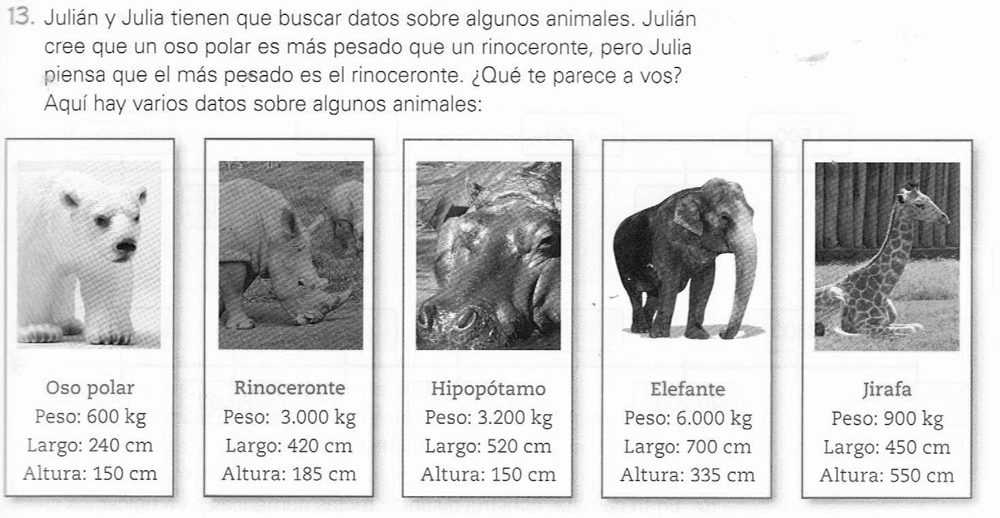 13. Julián y Julia tienen que buscar datos sobre algunos animales. Julián
cree que un oso polar es más pesado que un rinoceronte, pero Julia
piensa que el más pesado es el rinoceronte. ¿Qué te parece a vos?
Aquí hay varios datos sobre algunos animales:
Oso polar
Peso: 600 kg
Largo: 240 cm
Altura: 150 cm
Rinoceronte
Peso: 3.000 kg
Largo: 420 cm
Altura: 185 cm
Hipopótamo
Peso: 3.200 kg
Largo: 520 cm
Altura: 150 cm
Elefante
Peso: 6.000 kg
Largo: 700 cm
Altura: 335 cm
Jirafa
Peso: 900 kg
Largo: 450 cm
Altura: 550 cm